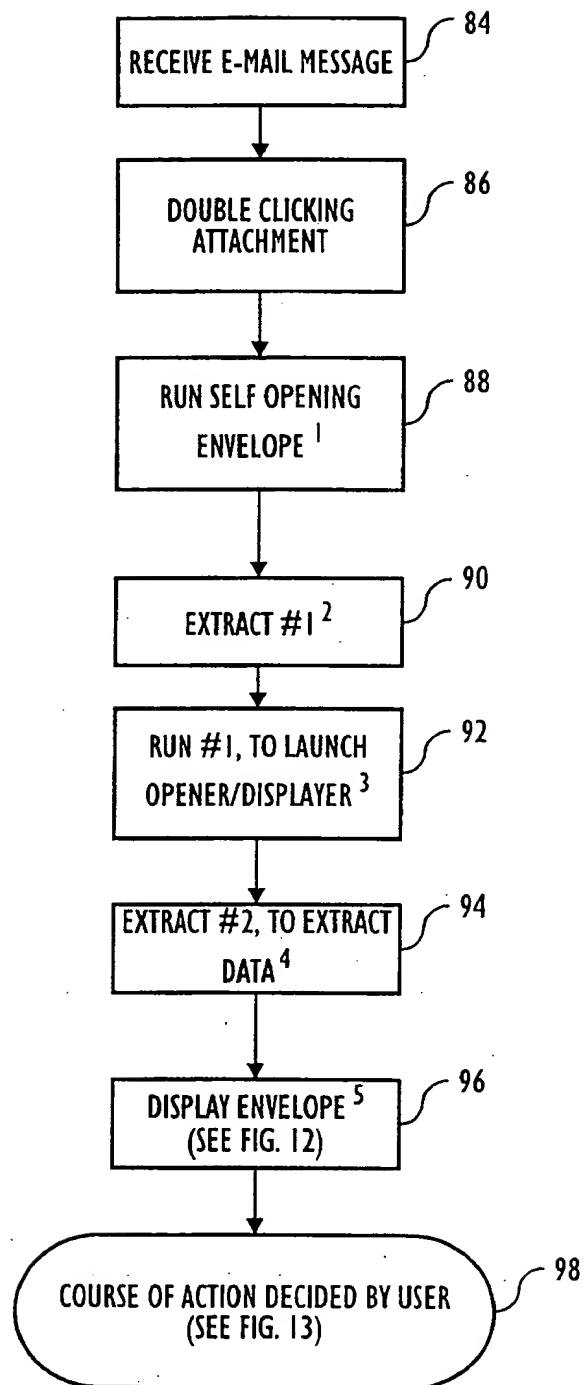 84
RECEIVE E-MAIL MESSAGE
86
DOUBLE CLICKING
ATTACHMENT
88
RUN SELF OPENING
ENVELOPE 1
90
EXTRACT #1 2
92
RUN #1, TO LAUNCH
OPENER/DISPLAYER 3
94
EXTRACT #2, TO EXTRACT
DATA 4
96
DISPLAY ENVELOPE 5
(SEE FIG. 12)
98
COURSE OF ACTION DECIDED BY USER
(SEE FIG. 13)